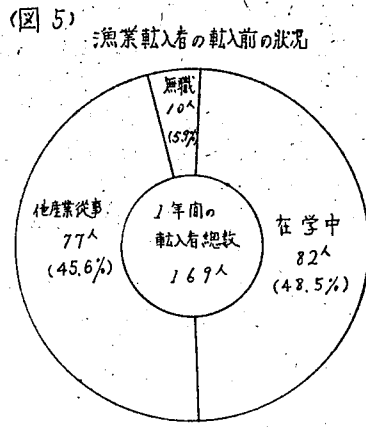 (図 5)
漁業転入者の転入前の状況
無職
10人
(5.9%)
他産業従事
77人
(45.6%)
1年間の
転入者総数
169人
在学中
82人
(48.5%)